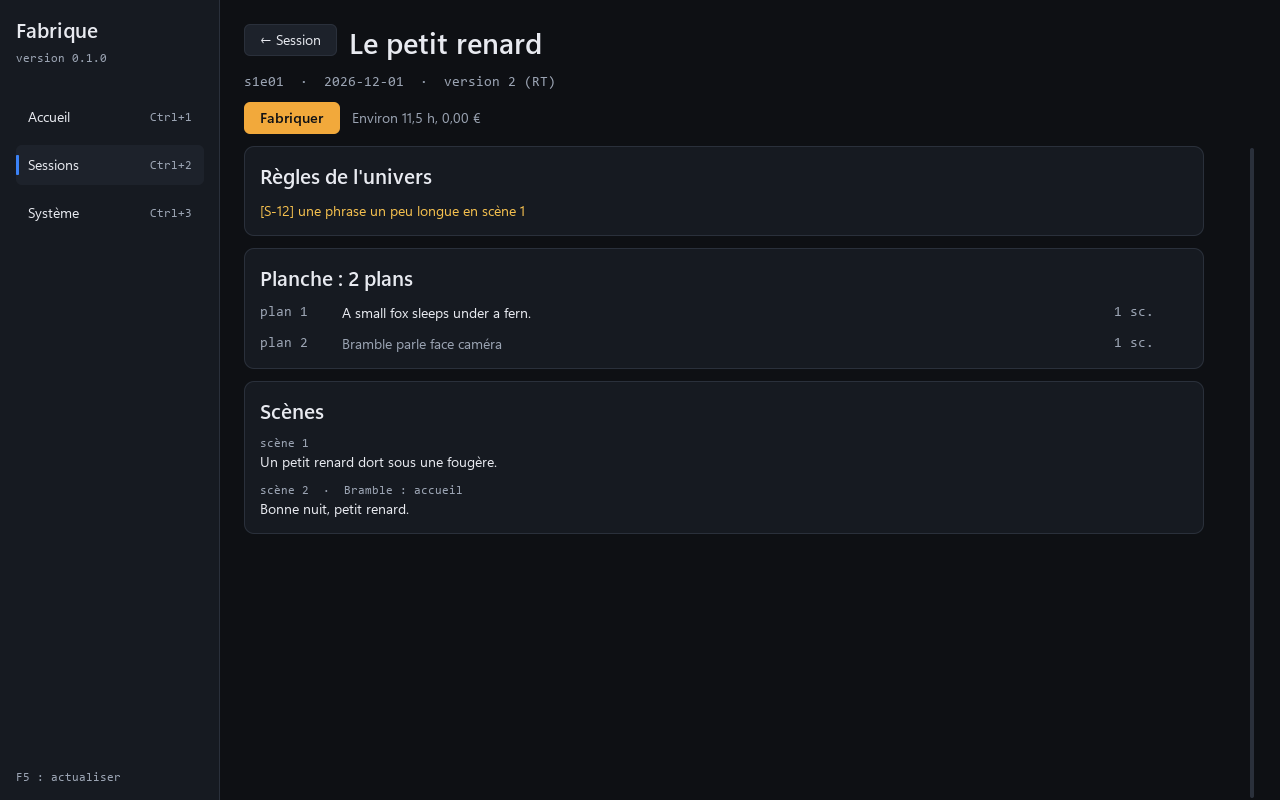 Fabrique
version 0.1.0
Accueil Ctrl+1
Sessions Ctrl+2
Système Ctrl+3
F5 : actualiser
← Session Le petit renard
s1e01 · 2026-12-01 · version 2 (RT)
Fabriquer Environ 11,5 h, 0,00 €
Règles de l'univers
[S-12] une phrase un peu longue en scène 1
Planche : 2 plans
plan 1 A small fox sleeps under a fern. 1 sc.
plan 2 Bramble parle face caméra 1 sc.
Scènes
scène 1
Un petit renard dort sous une fougère.
scène 2 · Bramble : accueil
Bonne nuit, petit renard.